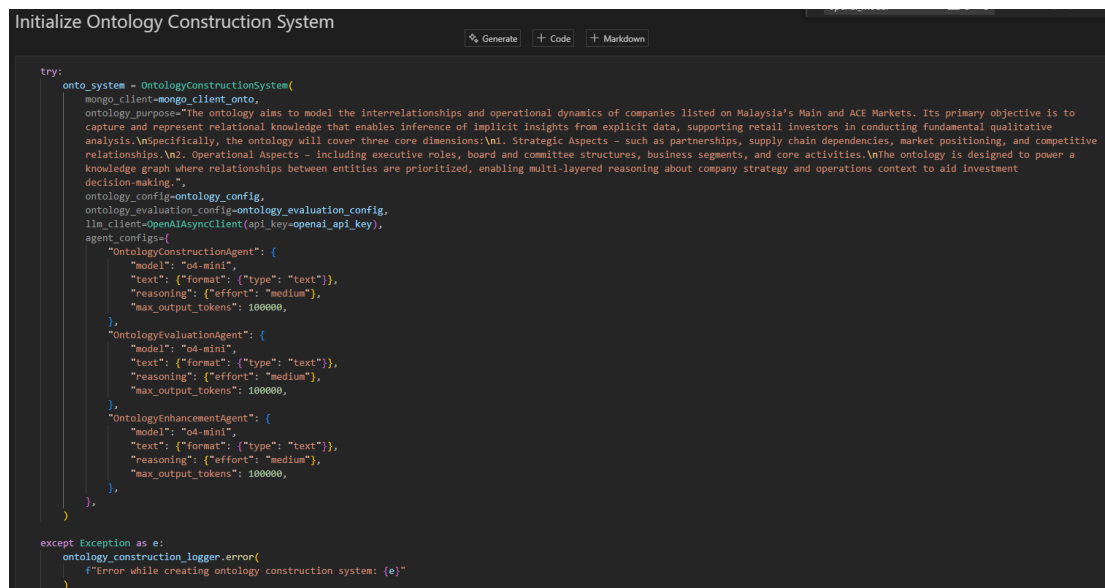 Initialize Ontology Construction System
Generate
+ Code
+ Markdown
try:
onto_system = OntologyConstructionSystem(
mongo_client=mongo_client_onto,
ontology_purpose="The ontology aims to model the interrelationships and operational dynamics of companies listed on Malaysia’s Main and ACE Markets. Its primary objective is to
capture and represent relational knowledge that enables inference of implicit insights from explicit data, supporting retail investors in conducting fundamental qualitative
analysis.\nSpecifically, the ontology will cover three core dimensions:\n1. Strategic Aspects – such as partnerships, supply chain dependencies, market positioning, and competitive
relationships.\n2. Operational Aspects – including executive roles, board and committee structures, business segments, and core activities.\nThe ontology is designed to power a
knowledge graph where relationships between entities are prioritized, enabling multi-layered reasoning about company strategy and operations context to aid investment
decision-making.",
ontology_config=ontology_config,
ontology_evaluation_config=ontology_evaluation_config,
llm_client=OpenAIAsyncClient(api_key=openai_api_key),
agent_configs={
"OntologyConstructionAgent": {
"model": "o4-mini",
"text": {"format": {"type": "text"}},
"reasoning": {"effort": "medium"},
"max_output_tokens": 100000,
},
"OntologyEvaluationAgent": {
"model": "o4-mini",
"text": {"format": {"type": "text"}},
"reasoning": {"effort": "medium"},
"max_output_tokens": 100000,
},
"OntologyEnhancementAgent": {
"model": "o4-mini",
"text": {"format": {"type": "text"}},
"reasoning": {"effort": "medium"},
"max_output_tokens": 100000,
},
},
)
except Exception as e:
ontology_construction_logger.error(
f"Error while creating ontology construction system: {e}"
)